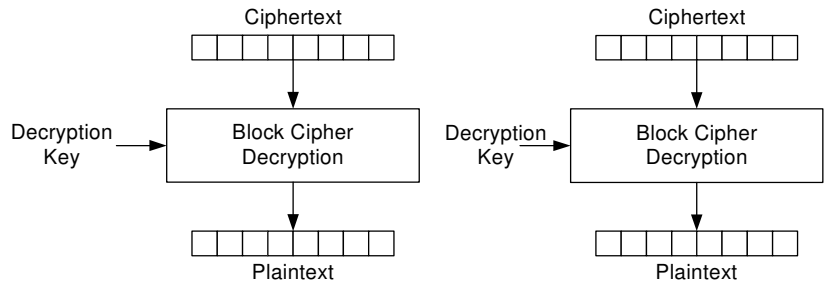 Ciphertext
Decryption
Key
Block Cipher
Decryption
Plaintext
Ciphertext
Decryption
Key
Block Cipher
Decryption
Plaintext